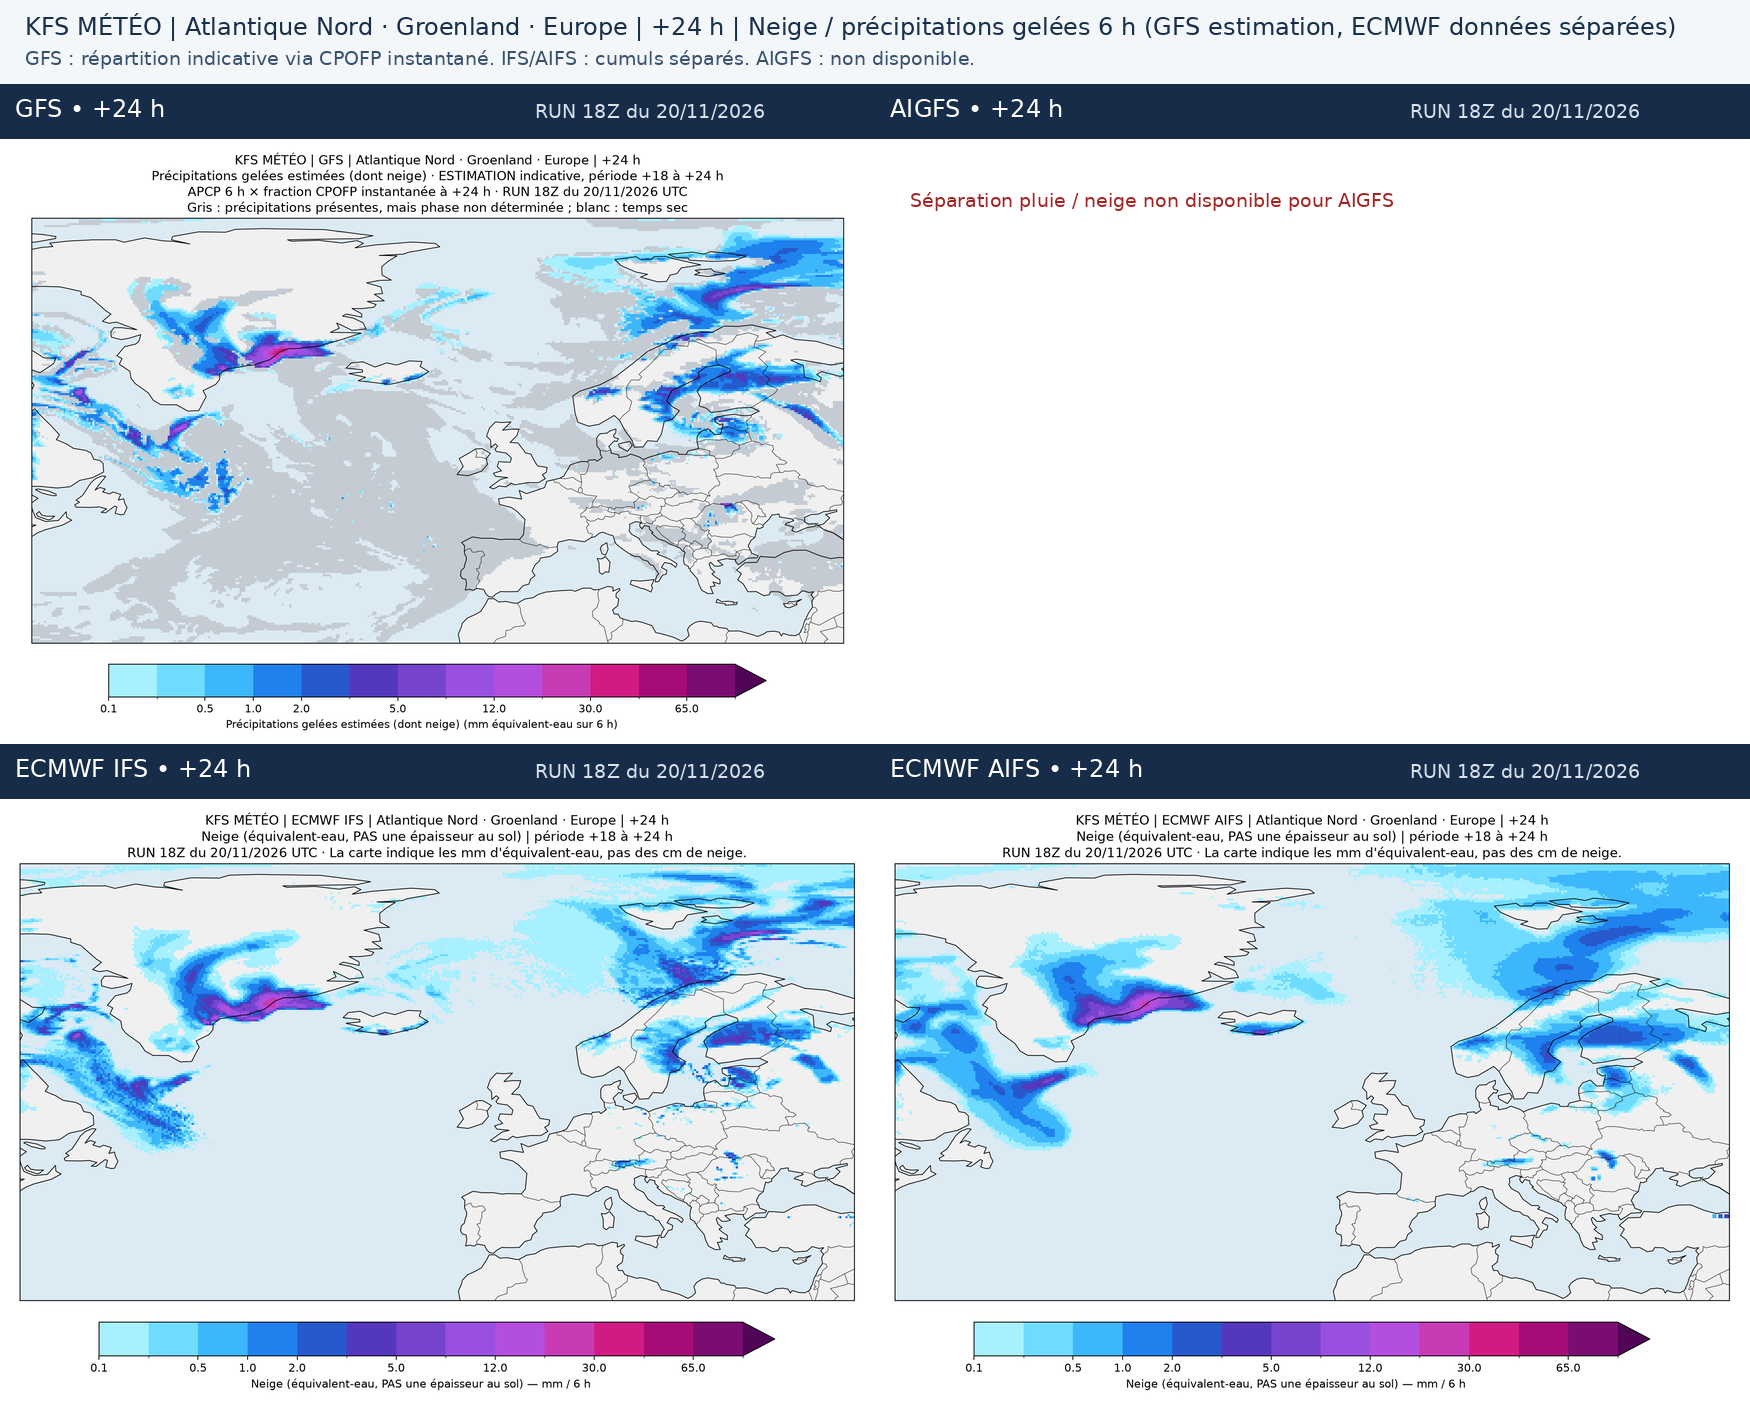 KFS MÉTÉO | Atlantique Nord · Groenland · Europe | +24 h | Neige / précipitations gelées 6 h (GFS estimation, ECMWF données séparées)
GFS : répartition indicative via CPOFP instantané. IFS/AIFS : cumuls séparés. AIGFS : non disponible.
GFS • +24 h
RUN 18Z du 20/11/2026
AIGFS • +24 h
RUN 18Z du 20/11/2026
KFS MÉTÉO | GFS | Atlantique Nord · Groenland · Europe | +24 h
Précipitations gelées estimées (dont neige) · ESTIMATION indicative, période +18 à +24 h
APCP 6 h × fraction CPOFP instantanée à +24 h · RUN 18Z du 20/11/2026 UTC
Gris : précipitations présentes, mais phase non déterminée ; blanc : temps sec
Séparation pluie / neige non disponible pour AIGFS
0.1 0.5 1.0 2.0 5.0 12.0 30.0 65.0
Précipitations gelées estimées (dont neige) (mm équivalent-eau sur 6 h)
ECMWF IFS • +24 h
RUN 18Z du 20/11/2026
ECMWF AIFS • +24 h
RUN 18Z du 20/11/2026
KFS MÉTÉO | ECMWF IFS | Atlantique Nord · Groenland · Europe | +24 h
Neige (équivalent-eau, PAS une épaisseur au sol) | période +18 à +24 h
RUN 18Z du 20/11/2026 UTC · La carte indique les mm d'équivalent-eau, pas des cm de neige.
KFS MÉTÉO | ECMWF AIFS | Atlantique Nord · Groenland · Europe | +24 h
Neige (équivalent-eau, PAS une épaisseur au sol) | période +18 à +24 h
RUN 18Z du 20/11/2026 UTC · La carte indique les mm d'équivalent-eau, pas des cm de neige.
0.1 0.5 1.0 2.0 5.0 12.0 30.0 65.0
Neige (équivalent-eau, PAS une épaisseur au sol) — mm / 6 h
0.1 0.5 1.0 2.0 5.0 12.0 30.0 65.0
Neige (équivalent-eau, PAS une épaisseur au sol) — mm / 6 h